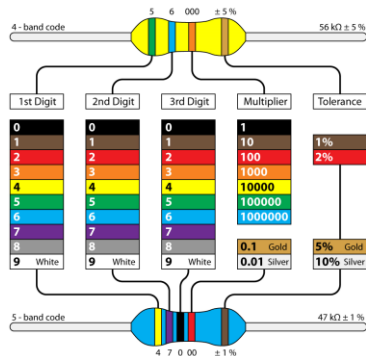 5 6 000 ± 5 %
4 - band code 56 kΩ ± 5 %
1st Digit 2nd Digit 3rd Digit Multiplier Tolerance
0 0 0 1
1 1 1 10 1%
2 2 2 100 2%
3 3 3 1000
4 4 4 10000
5 5 5 100000
6 6 6 1000000
7 7 7
8 8 8 0.1 Gold 5% Gold
9 White 9 White 9 White 0.01 Silver 10% Silver
5 - band code 47 kΩ ± 1 %
4 7 0 00 ± 1 %